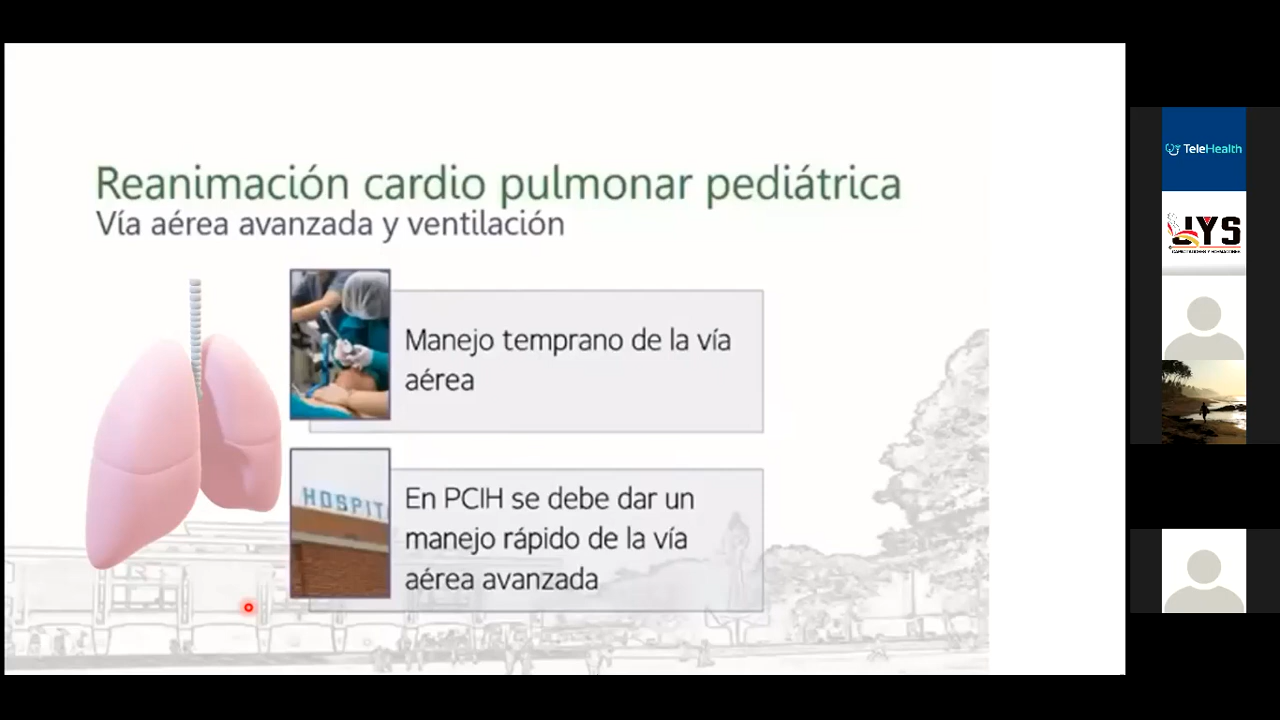 Reanimación cardio pulmonar pediátrica
Vía aérea avanzada y ventilación
Manejo temprano de la vía
aérea
HOSPIT
En PCIH se debe dar un
manejo rápido de la vía
aérea avanzada
TeleHealth
JYS